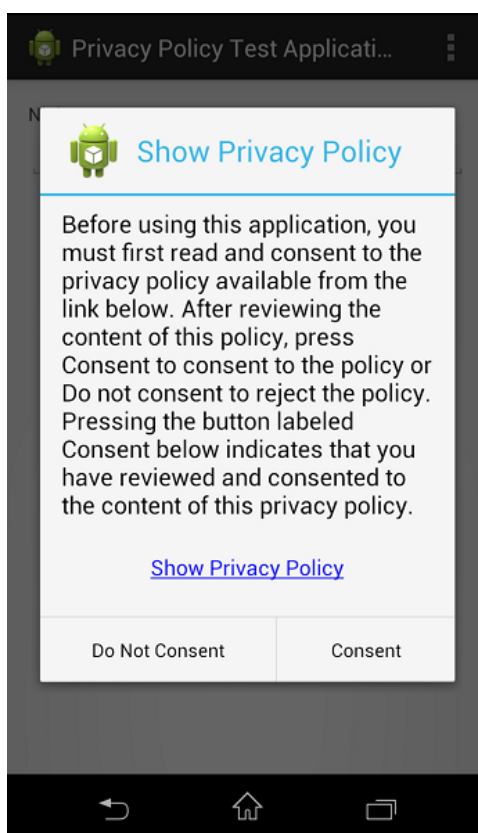 Privacy Policy Test Applicati...
N
Show Privacy Policy
Before using this application, you
must first read and consent to the
privacy policy available from the
link below. After reviewing the
content of this policy, press
Consent to consent to the policy or
Do not consent to reject the policy.
Pressing the button labeled
Consent below indicates that you
have reviewed and consented to
the content of this privacy policy.
Show Privacy Policy
Do Not Consent
Consent